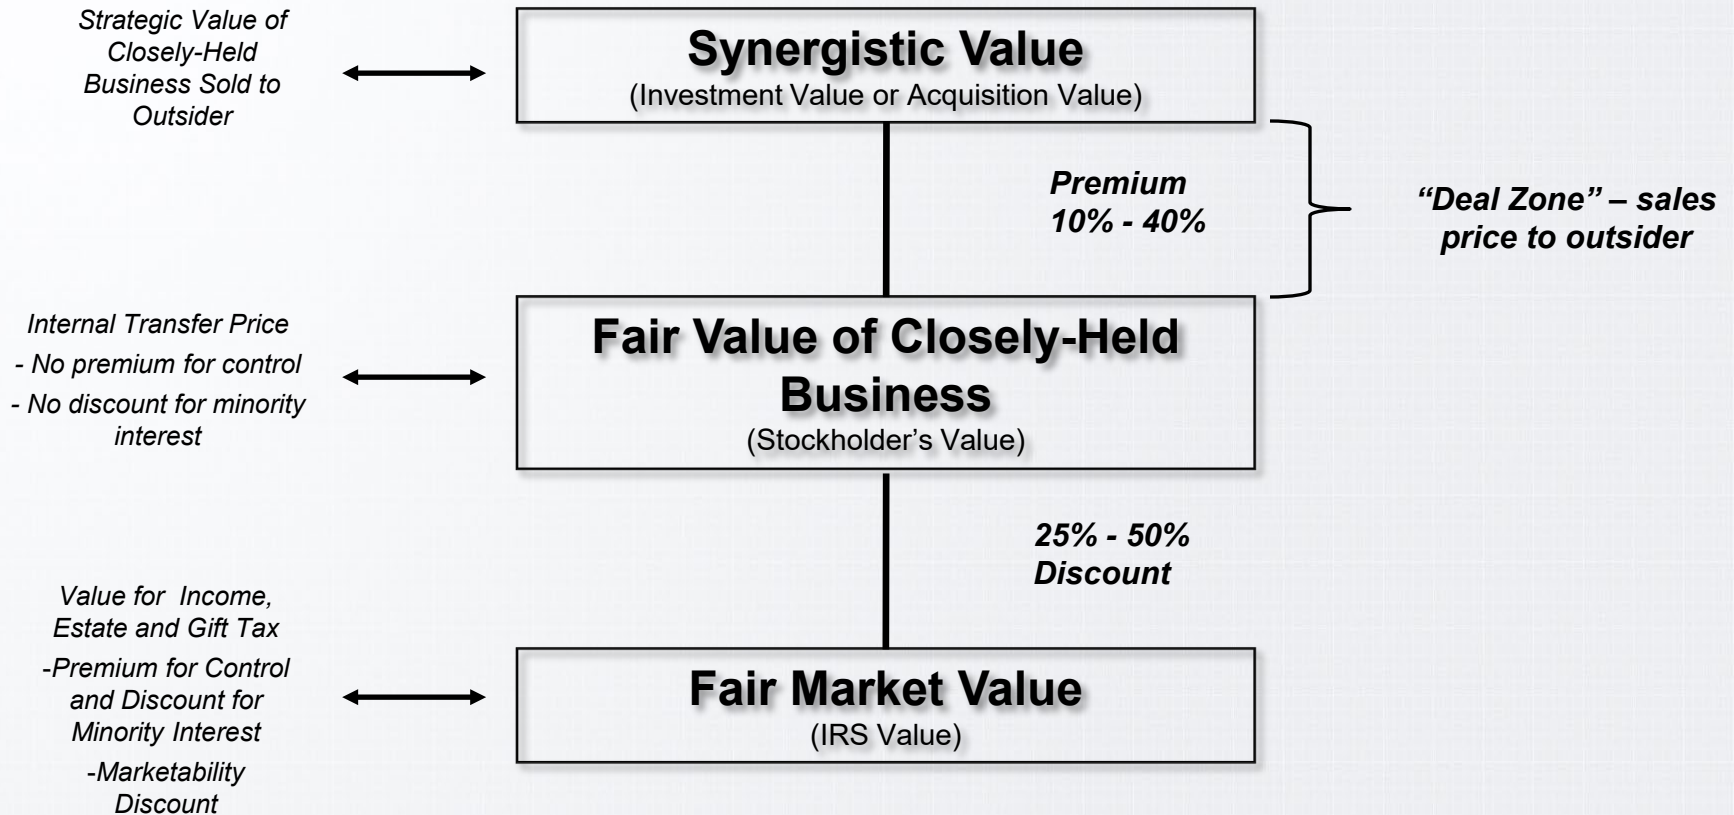 Strategic Value of
Closely-Held
Business Sold to
Outsider
Synergistic Value
(Investment Value or Acquisition Value)
Premium
10% - 40%
“Deal Zone” – sales
price to outsider
Internal Transfer Price
- No premium for control
- No discount for minority
interest
Fair Value of Closely-Held
Business
(Stockholder’s Value)
25% - 50%
Discount
Value for  Income,
Estate and Gift Tax
-Premium for Control
and Discount for
Minority Interest
-Marketability
Discount
Fair Market Value
(IRS Value)